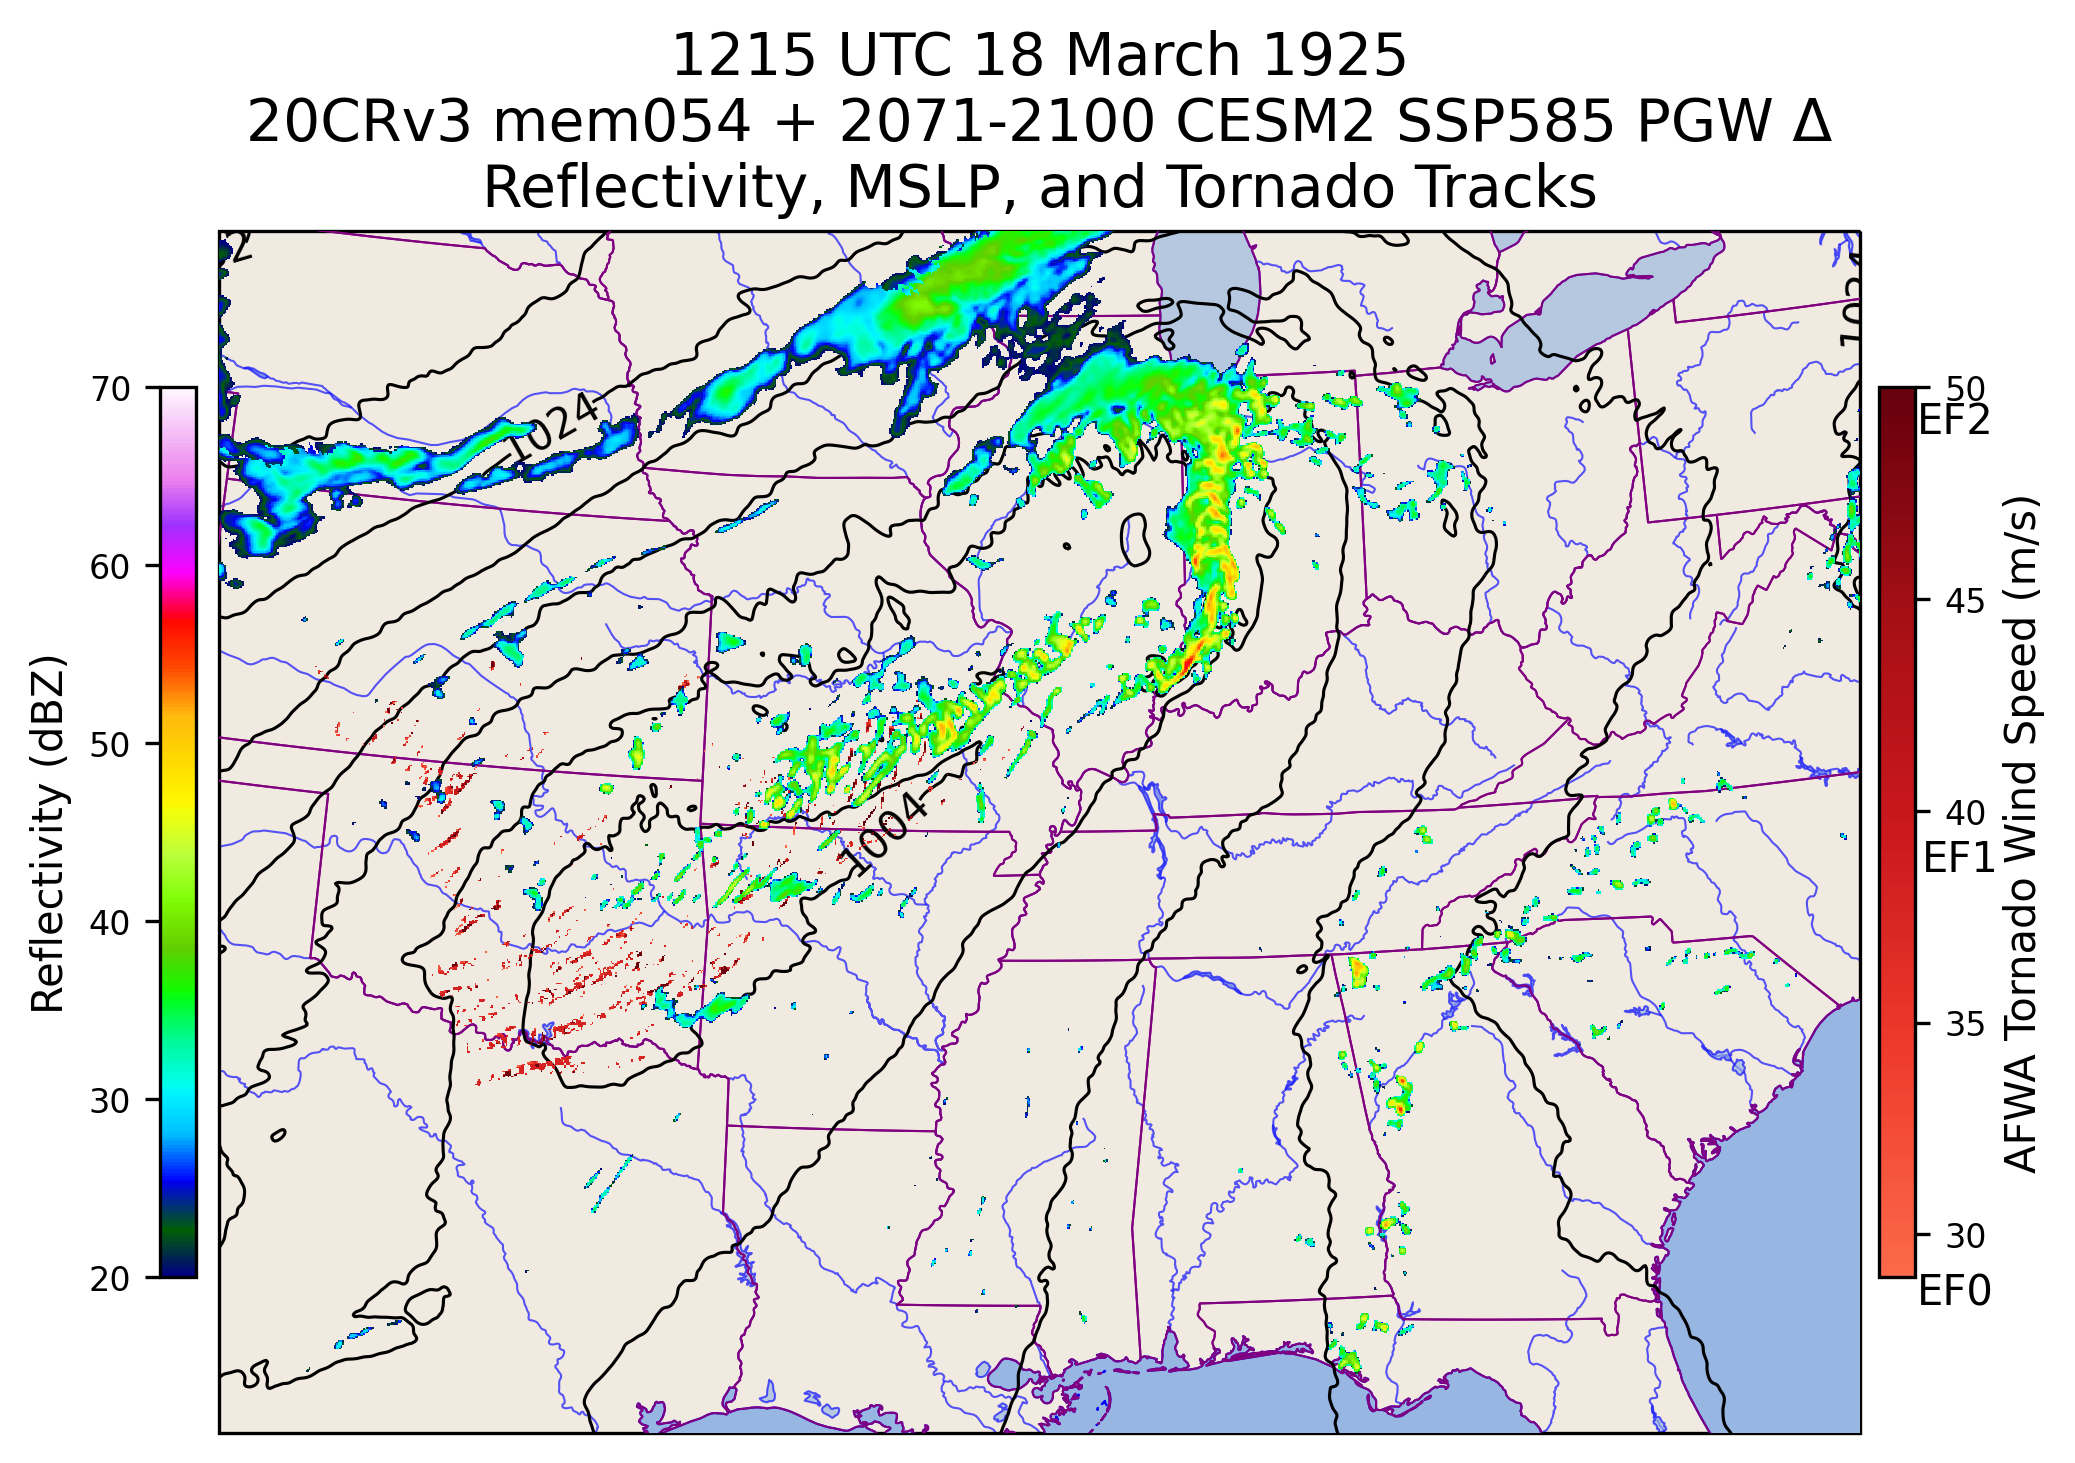 1215 UTC 18 March 1925
20CRv3 mem054 + 2071-2100 CESM2 SSP585 PGW Δ
Reflectivity, MSLP, and Tornado Tracks
70
60
50
40
30
20
Reflectivity (dBZ)
1024
1004
50
EF2
45
40
EF1
35
30
EF0
AFWA Tornado Wind Speed (m/s)